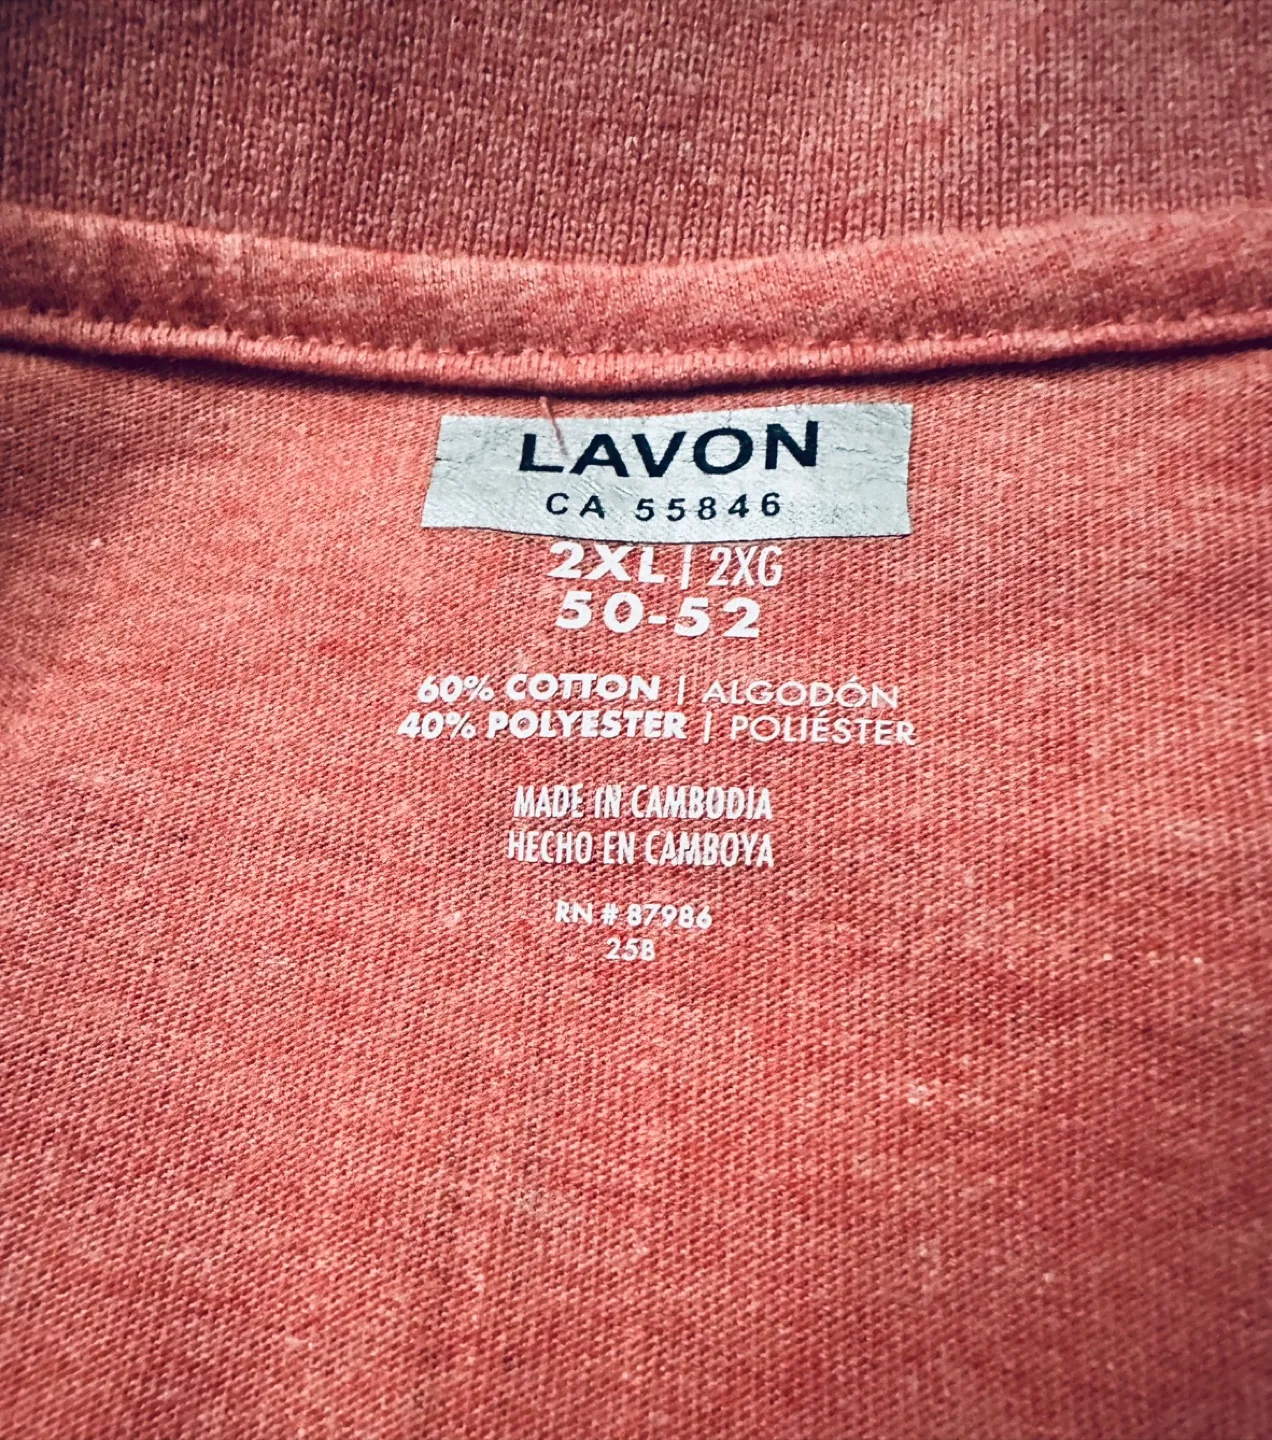 LAVON
CA 55846
2XL | 2XG
50-52
60% COTTON | ALGODÓN
40% POLYESTER | POLIÉSTER
MADE IN CAMBODIA
HECHO EN CAMBOYA
RN # 87986
25B